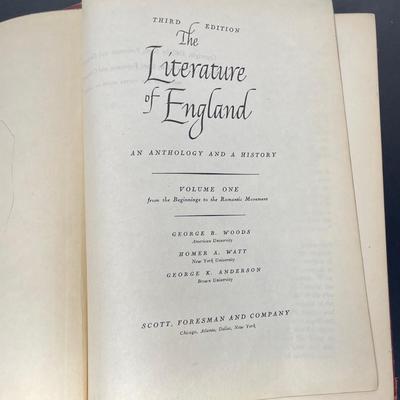 THIRD EDITION
The
Literature
of England
AN ANTHOLOGY AND A HISTORY
VOLUME ONE
from the Beginnings to the Romantic Movement
GEORGE B. WOODS
American University
HOMER A. WATT
New York University
GEORGE K. ANDERSON
Brown University
SCOTT, FORESMAN AND COMPANY
Chicago, Atlanta, Dallas, New York